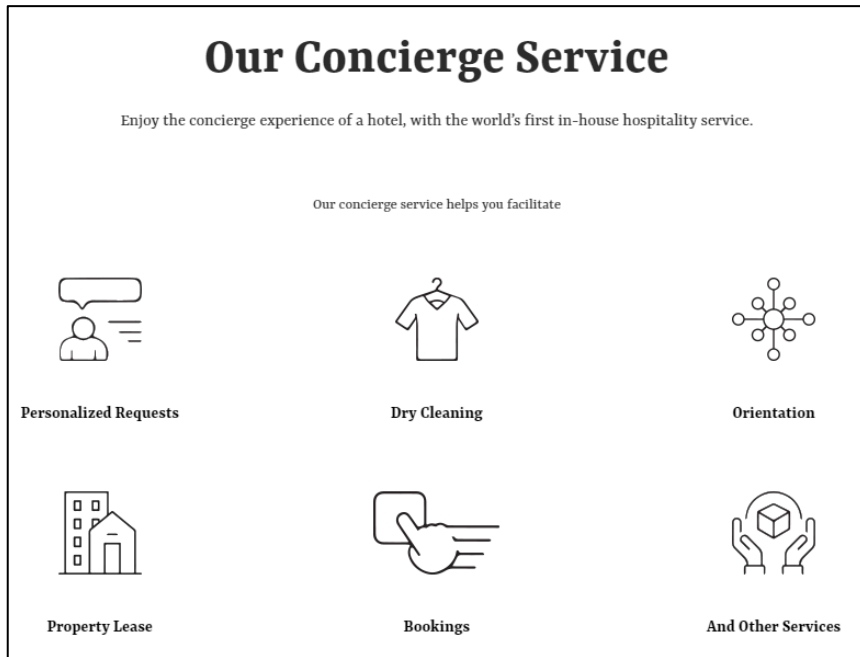 Our Concierge Service
Enjoy the concierge experience of a hotel, with the world's first in-house hospitality service.
Our concierge service helps you facilitate
Personalized Requests
Dry Cleaning
Orientation
Property Lease
Bookings
And Other Services